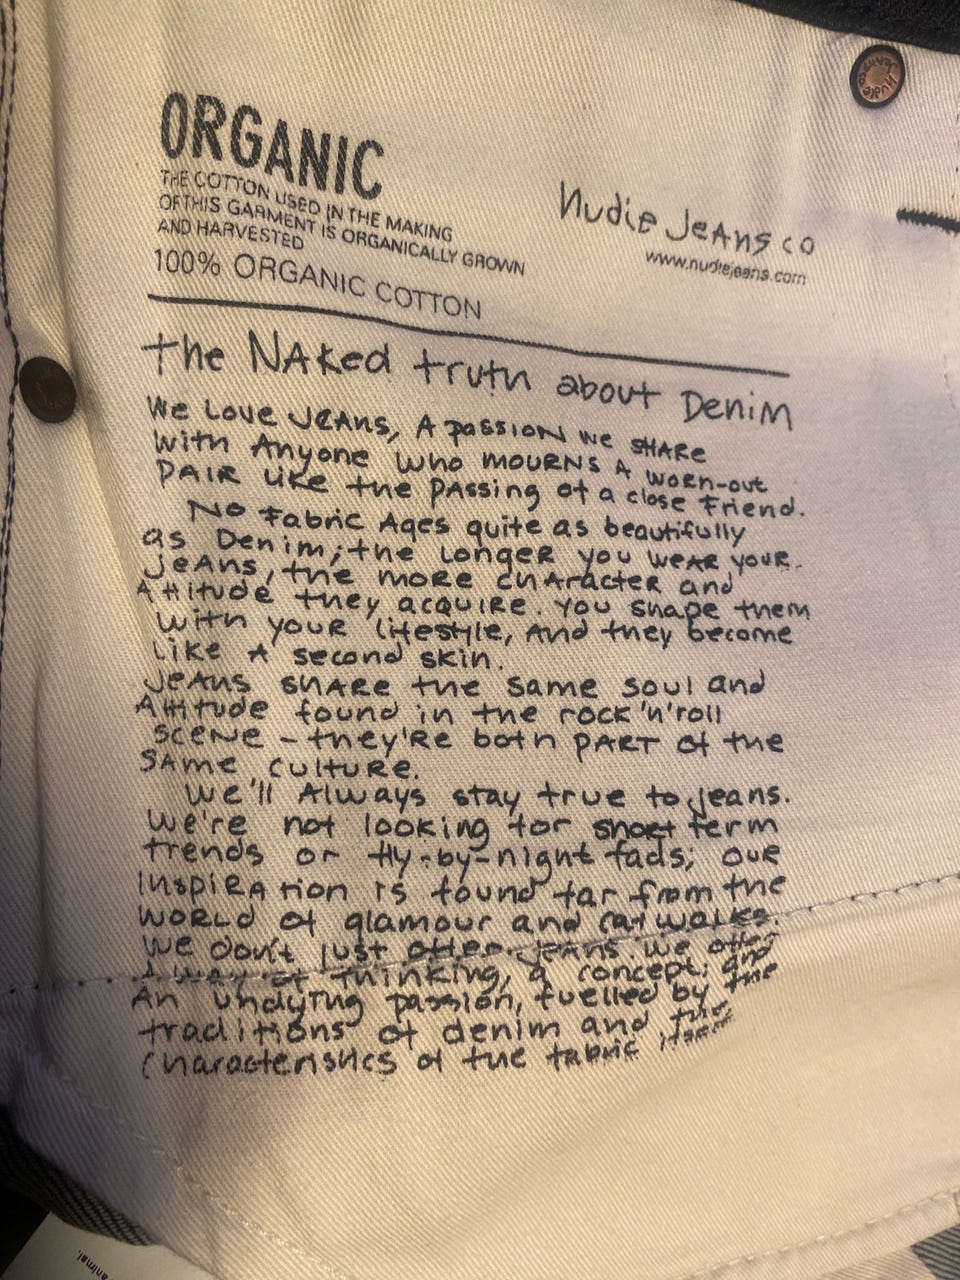 ORGANIC
THE COTTON USED IN THE MAKING
OF THIS GARMENT IS ORGANICALLY GROWN
AND HARVESTED
100% ORGANIC COTTON
Nudie Jeans co
www.nudiejeans.com
the NAKed truth about Denim
We Love JEAns, A passion we SHARe
with Anyone who mourns A worn-out
PAIR like the passing of a close Friend.
No Fabric Ages quite as beautifully
as Denim; the Longer you weAR your
jeAns, the more cHAracter and
Attitude they acquire. You shape them
with your lifestyle, And they become
Like A second skin.
JeAns sHARe the same soul and
Attitude found in the rock'n'roll
scene - they're both pART of the
SAme culture.
We'll Always stay true to jeans.
We're not looking for short term
trends or fly-by-night fads; our
InspiRAtion is found far from the
WORLD of glamour and catwalks.
We don't just offer jeans. We offer
A way of thinking, a concept; and
An undying passion, fuelled by the
traditions of denim and the
characteristics of the fabric itself
Nudie
Jeans co
animal.